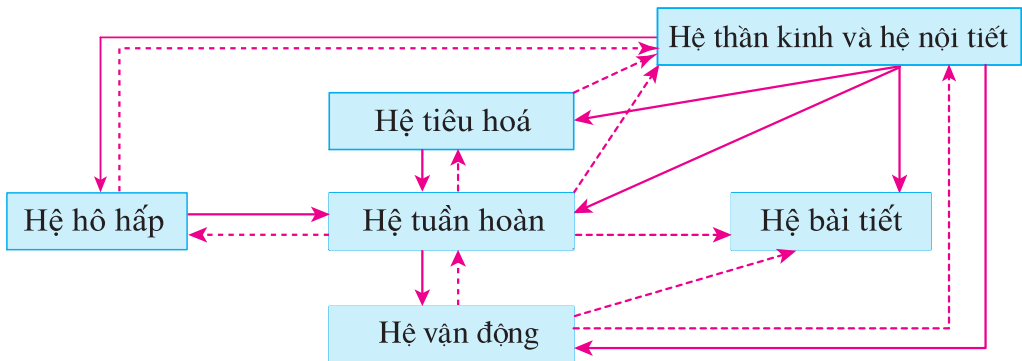 Hệ thần kinh và hệ nội tiết
Hệ tiêu hoá
Hệ hô hấp
Hệ tuần hoàn
Hệ bài tiết
Hệ vận động